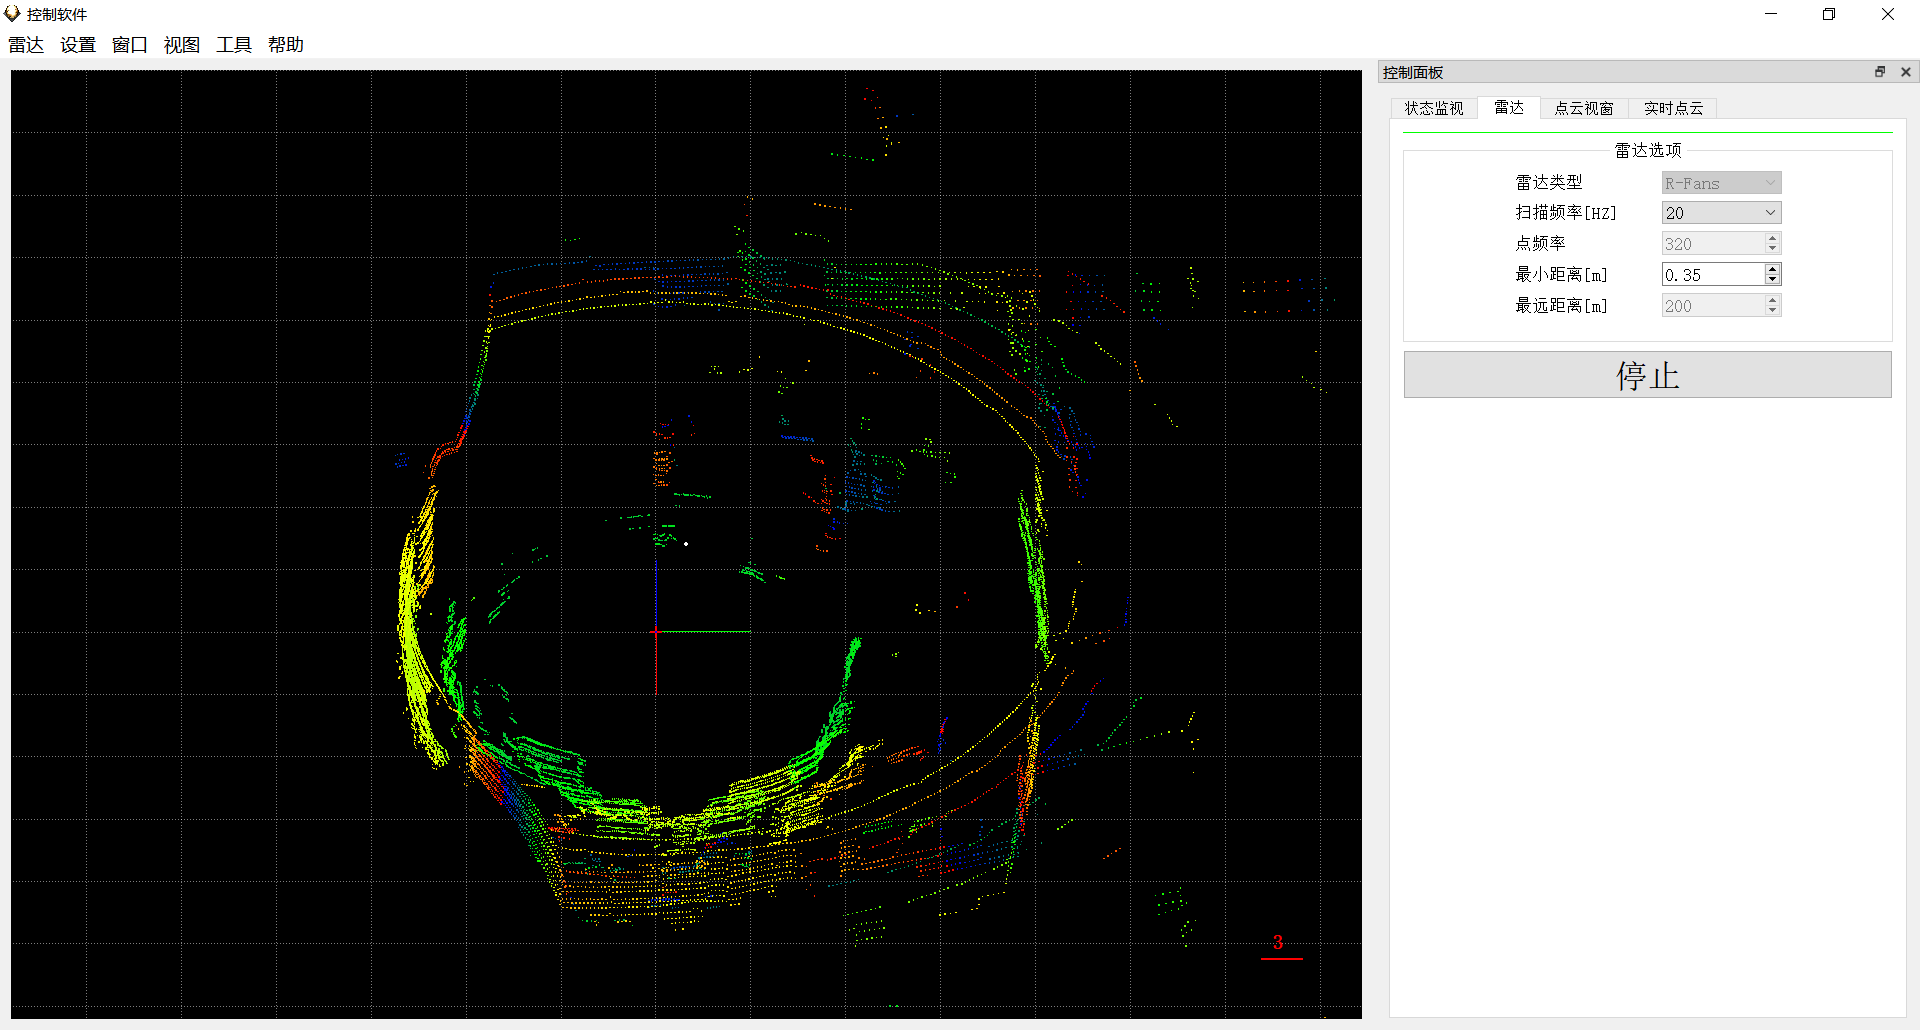 控制软件
雷达 设置 窗口 视图 工具 帮助
控制面板
状态监视 雷达 点云视窗 实时点云
雷达选项
雷达类型 R-Fans
扫描频率[HZ] 20
点频率 320
最小距离[m] 0.35
最远距离[m] 200
停止
3